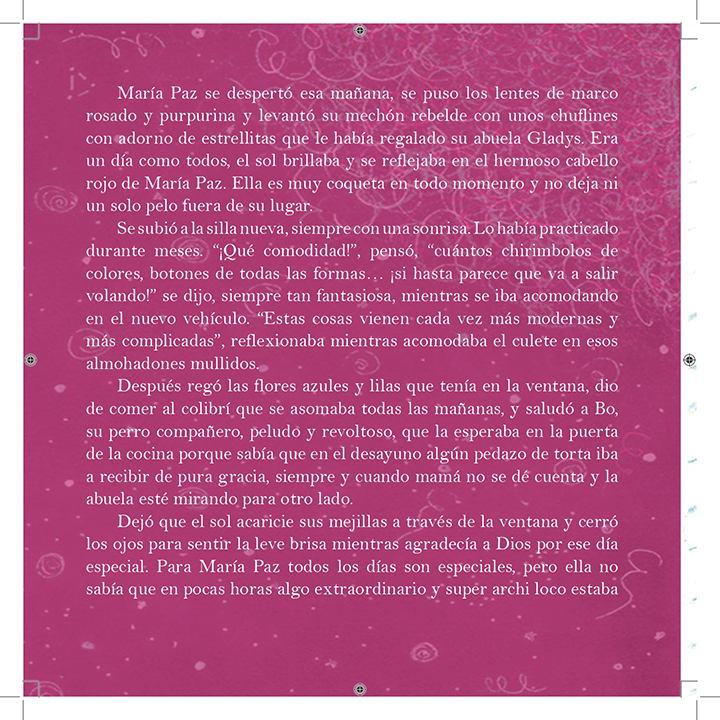 María Paz se despertó esa mañana, se puso los lentes de marco
rosado y purpurina y levantó su mechón rebelde con unos chuflines
con adorno de estrellitas que le había regalado su abuela Gladys. Era
un día como todos, el sol brillaba y se reflejaba en el hermoso cabello
rojo de María Paz. Ella es muy coqueta en todo momento y no deja ni
un solo pelo fuera de su lugar.
Se subió a la silla nueva, siempre con una sonrisa. Lo había practicado
durante meses. “¡Qué comodidad!”, pensó, “cuántos chirimbolos de
colores, botones de todas las formas… ¡si hasta parece que va a salir
volando!” se dijo, siempre tan fantasiosa, mientras se iba acomodando
en el nuevo vehículo. “Estas cosas vienen cada vez más modernas y
más complicadas”, reflexionaba mientras acomodaba el culete en esos
almohadones mullidos.
Después regó las flores azules y lilas que tenía en la ventana, dio
de comer al colibrí que se asomaba todas las mañanas, y saludó a Bo,
su perro compañero, peludo y revoltoso, que la esperaba en la puerta
de la cocina porque sabía que en el desayuno algún pedazo de torta iba
a recibir de pura gracia, siempre y cuando mamá no se dé cuenta y la
abuela esté mirando para otro lado.
Dejó que el sol acaricie sus mejillas a través de la ventana y cerró
los ojos para sentir la leve brisa mientras agradecía a Dios por ese día
especial. Para María Paz todos los días son especiales, pero ella no
sabía que en pocas horas algo extraordinario y súper archi loco estaba